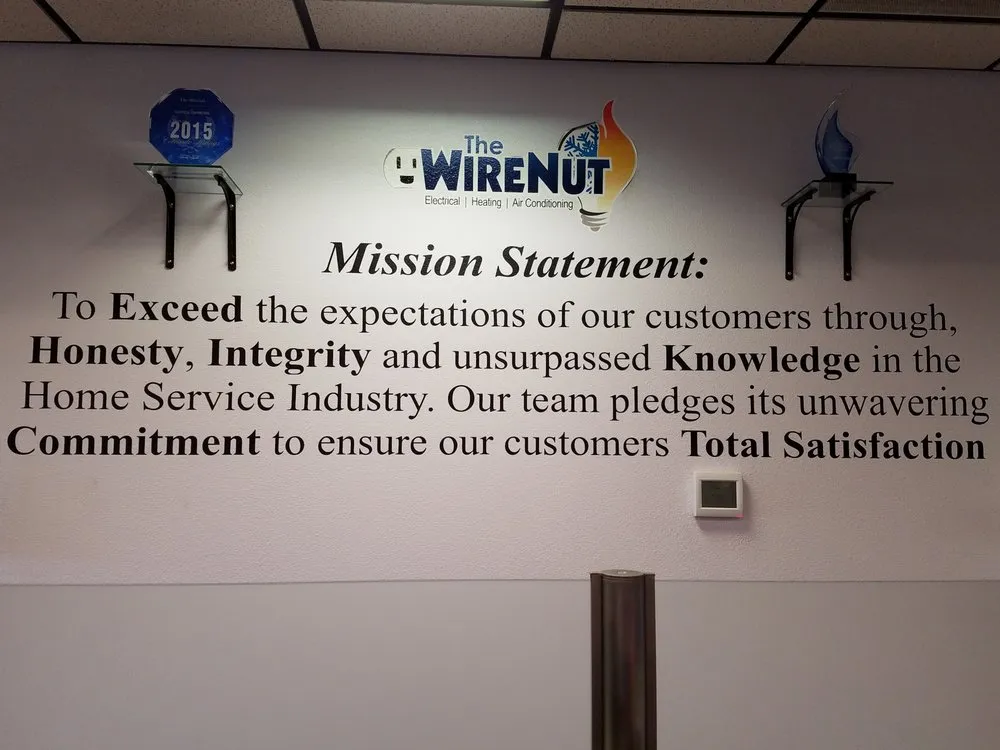 2015
The
WIRENUT
Electrical | Heating | Air Conditioning
Mission Statement:
To Exceed the expectations of our customers through,
Honesty, Integrity and unsurpassed Knowledge in the
Home Service Industry. Our team pledges its unwavering
Commitment to ensure our customers Total Satisfaction